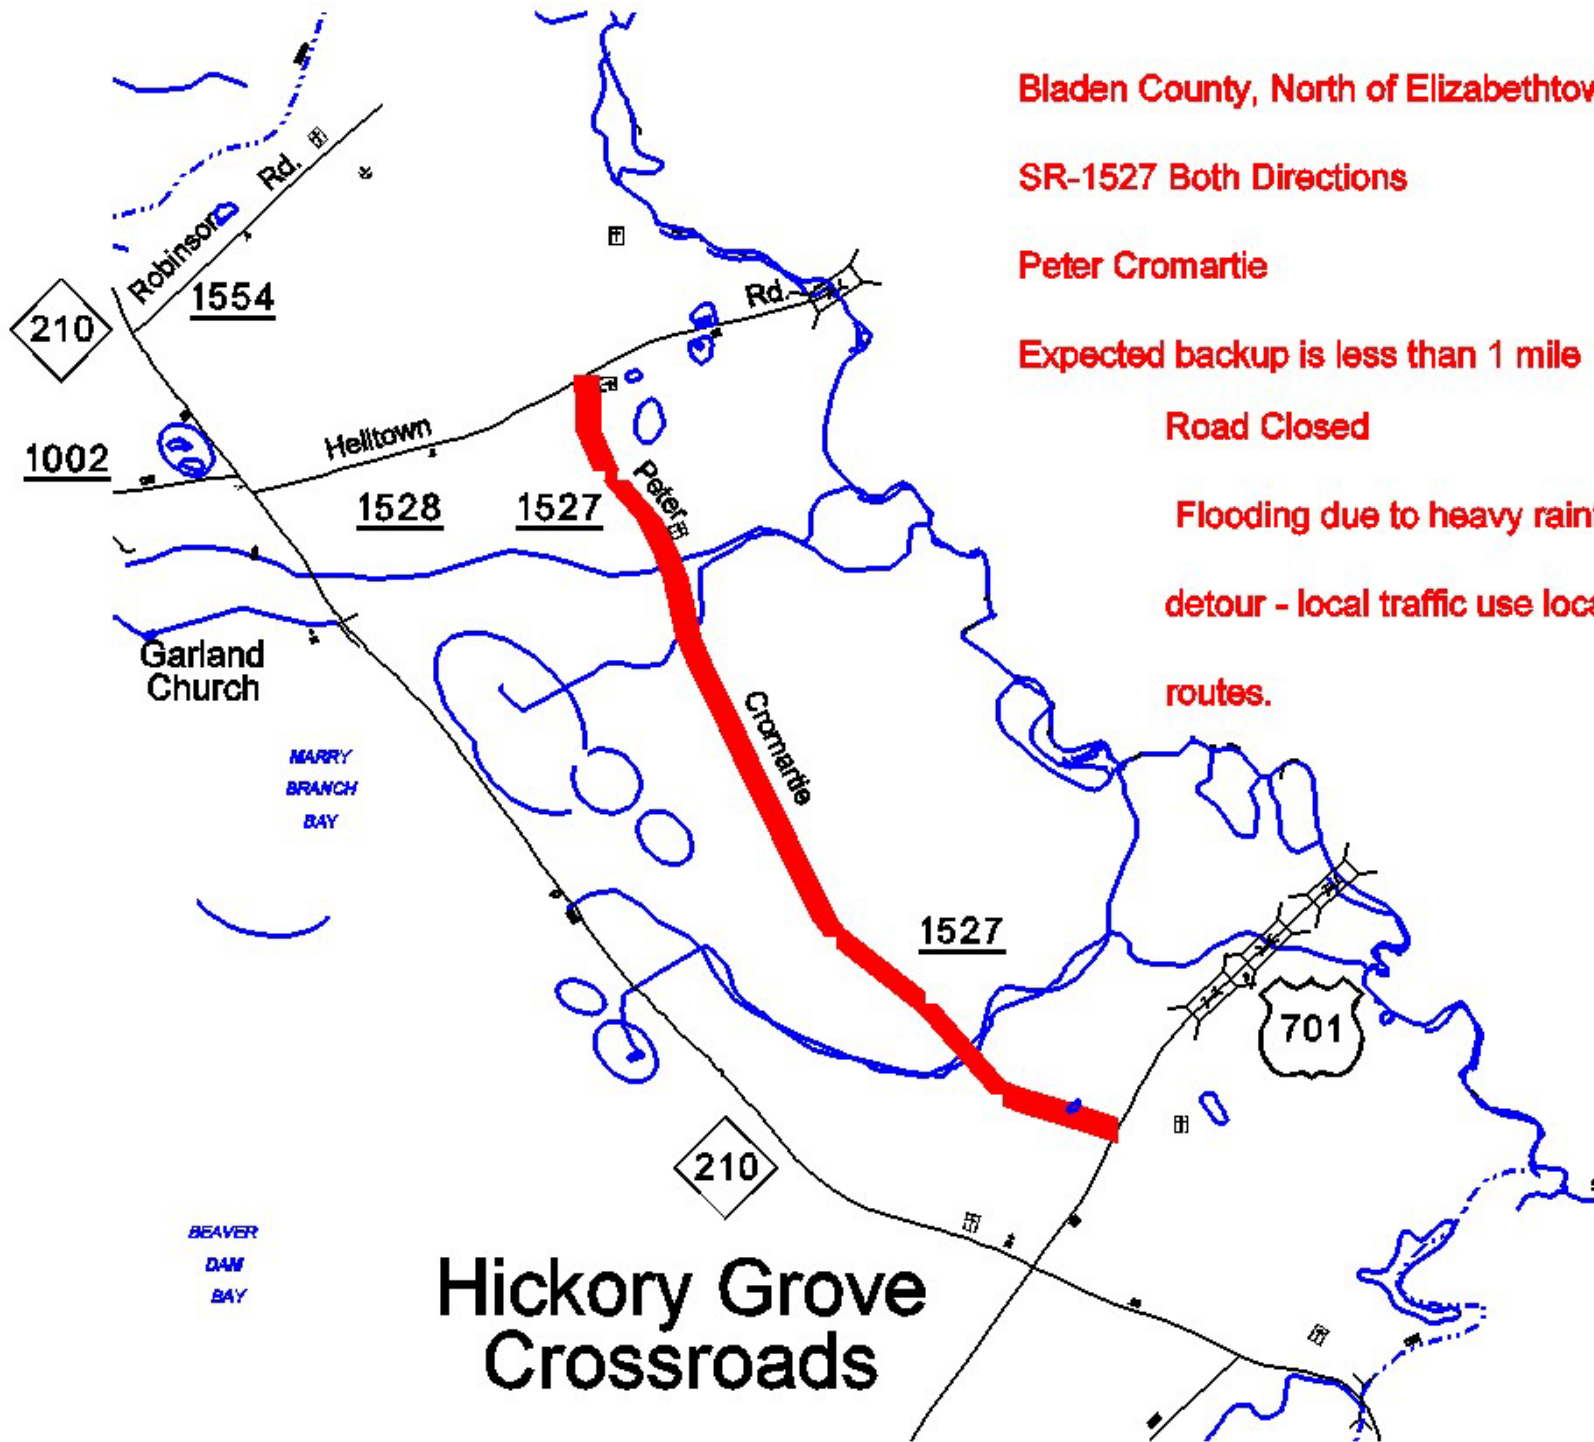 Bladen County, North of Elizabethtow
SR-1527 Both Directions
Peter Cromartie
Expected backup is less than 1 mile
Road Closed
Flooding due to heavy rain
detour - local traffic use loca
routes.
Robinson Rd.
1554
210
Rd.
Helltown
1002
1528
1527
Peter
Garland
Church
Cromartie
MARRY
BRANCH
BAY
1527
701
210
BEAVER
DAM
BAY
Hickory Grove
Crossroads